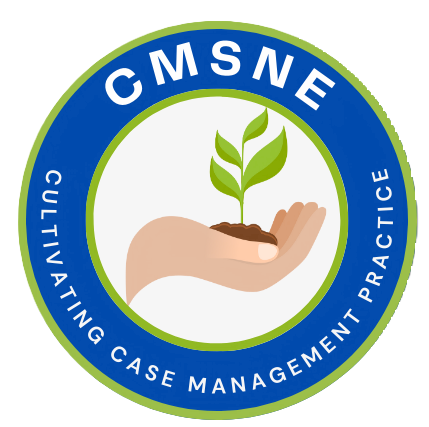 CMSNE
CULTIVATING CASE MANAGEMENT PRACTICE